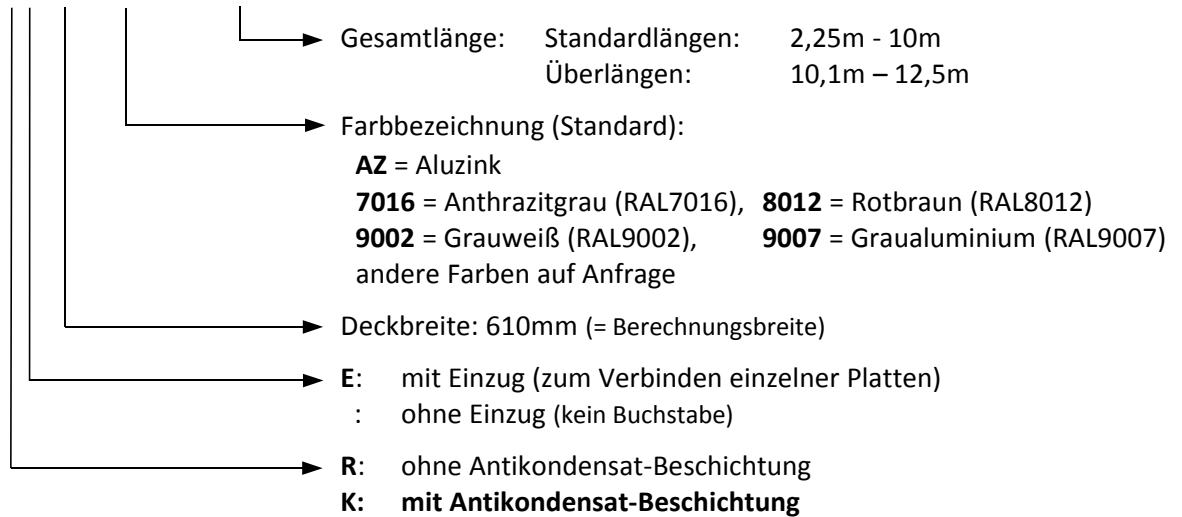 Gesamtlänge: Standardlängen: 2,25m - 10m
Überlängen: 10,1m – 12,5m
Farbbezeichnung (Standard):
AZ = Aluzink
7016 = Anthrazitgrau (RAL7016), 8012 = Rotbraun (RAL8012)
9002 = Grauweiß (RAL9002), 9007 = Graualuminium (RAL9007)
andere Farben auf Anfrage
Deckbreite: 610mm (= Berechnungsbreite)
E: mit Einzug (zum Verbinden einzelner Platten)
: ohne Einzug (kein Buchstabe)
R: ohne Antikondensat-Beschichtung
K: mit Antikondensat-Beschichtung